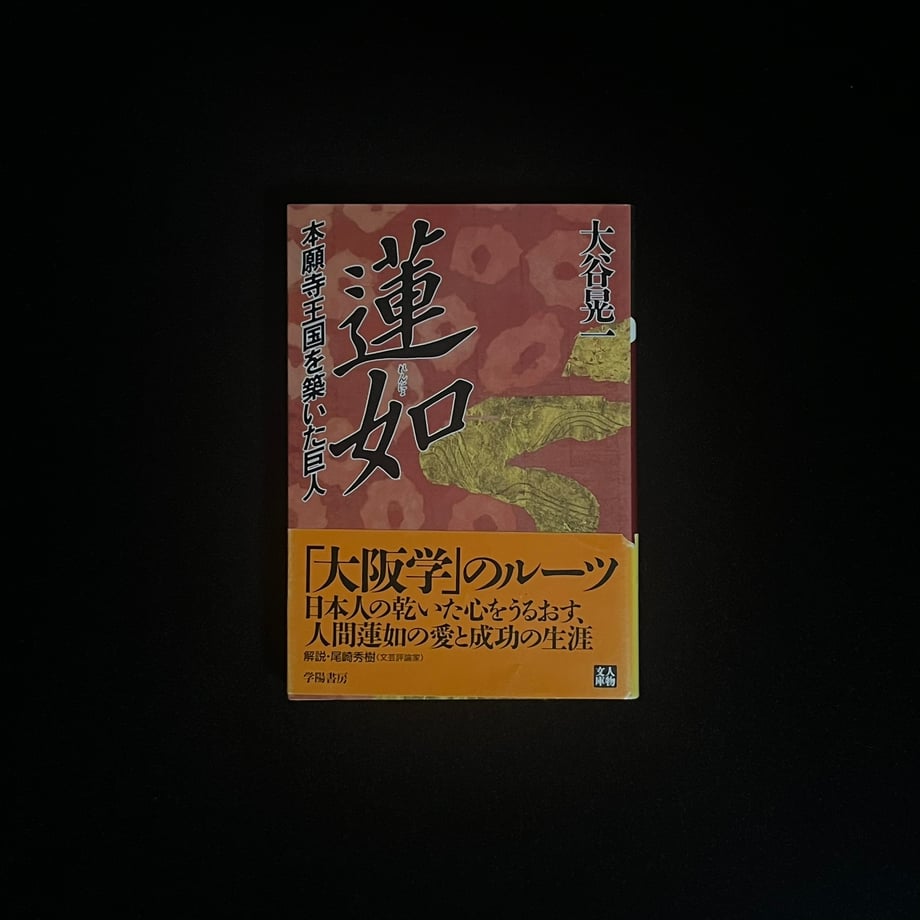 大谷晃一
蓮如
れんにょ
本願寺王国を築いた巨人
「大阪学」のルーツ
日本人の乾いた心をうるおす、
人間蓮如の愛と成功の生涯
解説・尾崎秀樹(文芸評論家)
学陽書房
人物
文庫